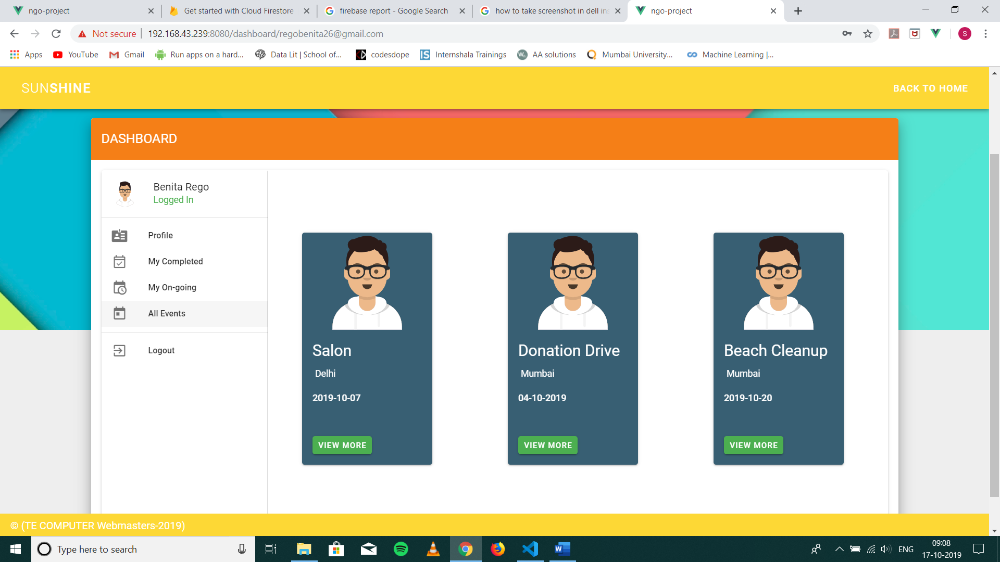 ngo-project
Get started with Cloud Firestore
firebase report - Google Search
how to take screenshot in dell ins
ngo-project
Not secure
192.168.43.239:8080/dashboard/regobenita26@gmail.com
S
Apps
YouTube
Gmail
Run apps on a hard...
Data Lit | School of...
codesdope
Internshala Trainings
AA solutions
Mumbai University...
Machine Learning |...
SUNSHINE
BACK TO HOME
DASHBOARD
Benita Rego
Logged In
Profile
My Completed
My On-going
All Events
Logout
Salon
Delhi
2019-10-07
VIEW MORE
Donation Drive
Mumbai
04-10-2019
VIEW MORE
Beach Cleanup
Mumbai
2019-10-20
VIEW MORE
© (TE COMPUTER Webmasters-2019)
Type here to search
ENG
09:08
17-10-2019